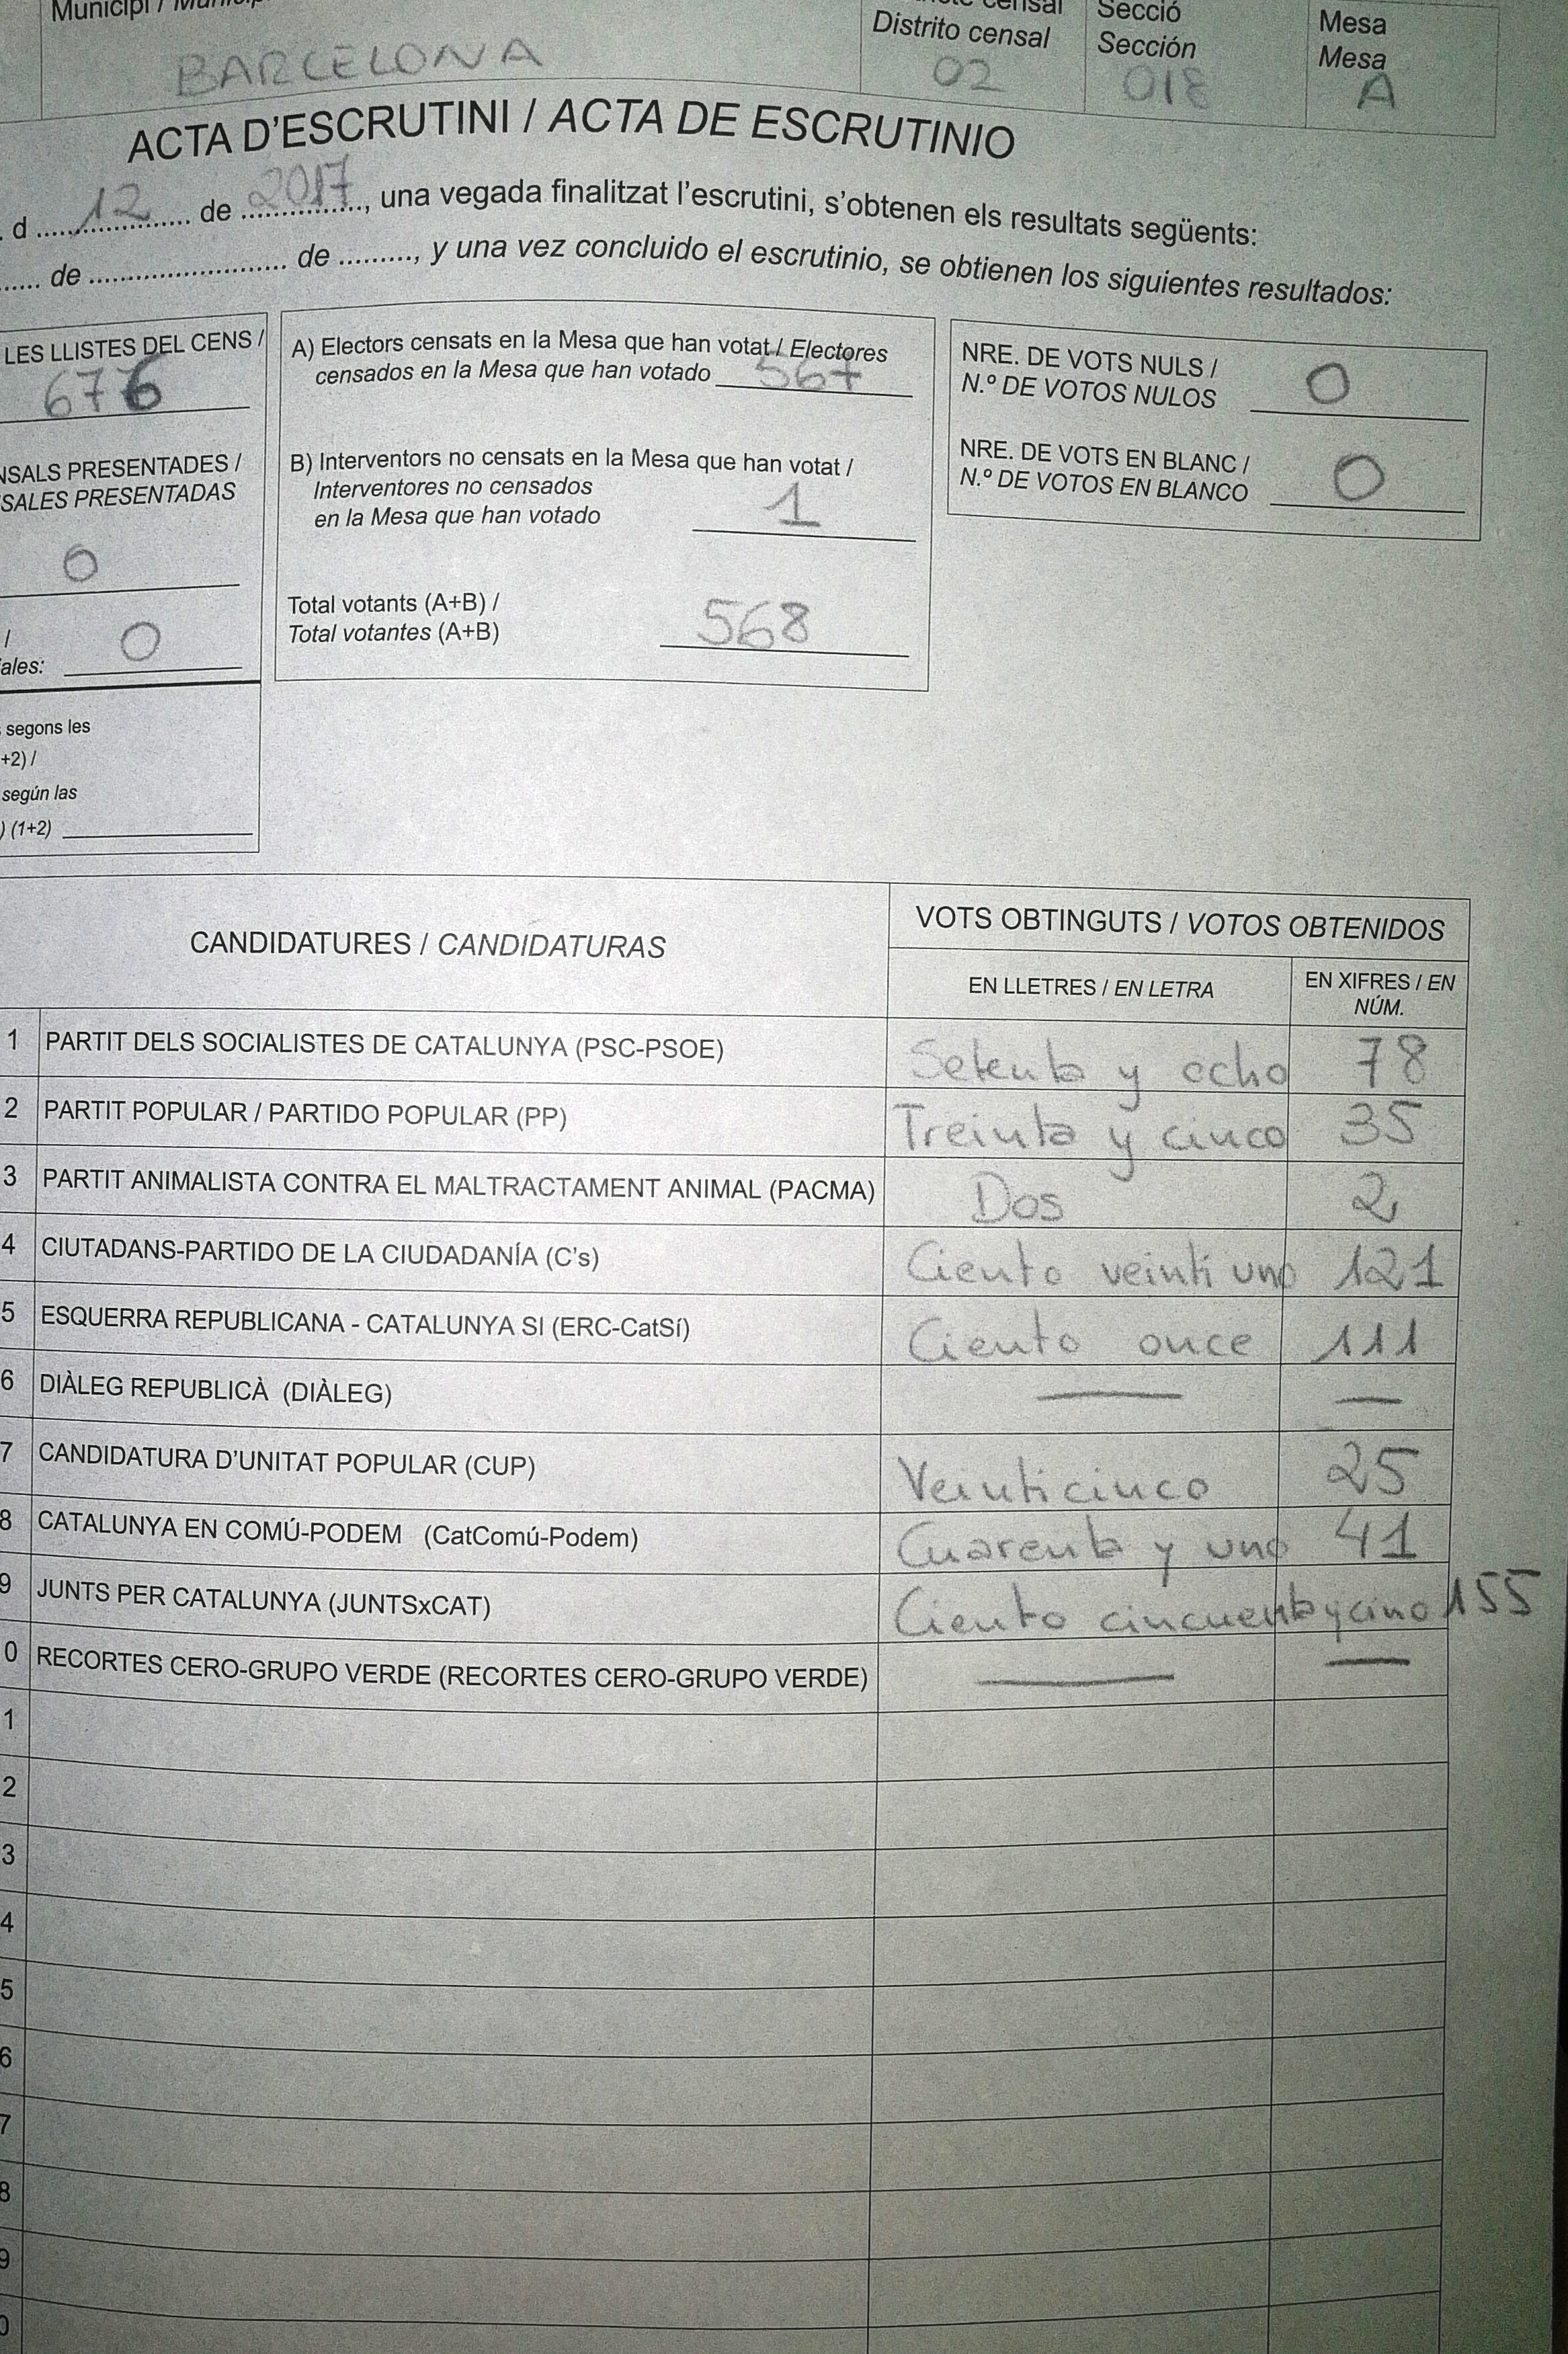 Municipi /
BARCELONA
censal
Distrito censal
02
Secció
Sección
018
Mesa
Mesa
A
ACTA D'ESCRUTINI / ACTA DE ESCRUTINIO
d 12 de 2017, una vegada finalitzat l'escrutini, s'obtenen els resultats següents:
de de, y una vez concluido el escrutinio, se obtienen los siguientes resultados:
LES LLISTES DEL CENS /
676
PRESENTADES /
PRESENTADAS
0
/
0
segons les
+2) /
según las
) (1+2)
A) Electors censats en la Mesa que han votat / Electores
censados en la Mesa que han votado 567
B) Interventors no censats en la Mesa que han votat /
Interventores no censados
en la Mesa que han votado 1
Total votants (A+B) /
Total votantes (A+B) 568
NRE. DE VOTS NULS /
N.º DE VOTOS NULOS 0
NRE. DE VOTS EN BLANC /
N.º DE VOTOS EN BLANCO 0
CANDIDATURES / CANDIDATURAS
VOTS OBTINGUTS / VOTOS OBTENIDOS
EN LLETRES / EN LETRA
EN XIFRES / EN
NÚM.
1 PARTIT DELS SOCIALISTES DE CATALUNYA (PSC-PSOE) Setenta y ocho 78
2 PARTIT POPULAR / PARTIDO POPULAR (PP) Treinta y cinco 35
3 PARTIT ANIMALISTA CONTRA EL MALTRACTAMENT ANIMAL (PACMA) Dos 2
4 CIUTADANS-PARTIDO DE LA CIUDADANÍA (C's) Ciento veinti uno 121
5 ESQUERRA REPUBLICANA - CATALUNYA SI (ERC-CatSí) Ciento once 111
6 DIÀLEG REPUBLICÀ (DIÀLEG) — —
7 CANDIDATURA D'UNITAT POPULAR (CUP) Veinticinco 25
8 CATALUNYA EN COMÚ-PODEM (CatComú-Podem) Cuarenta y uno 41
9 JUNTS PER CATALUNYA (JUNTSxCAT) Ciento cincuenta y cinco 155
0 RECORTES CERO-GRUPO VERDE (RECORTES CERO-GRUPO VERDE) — —
1
2
3
4
5
6
7
8
9
0